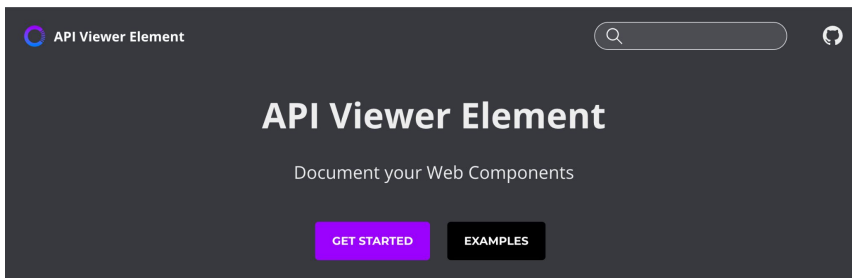 API Viewer Element
API Viewer Element
Document your Web Components
GET STARTED
EXAMPLES